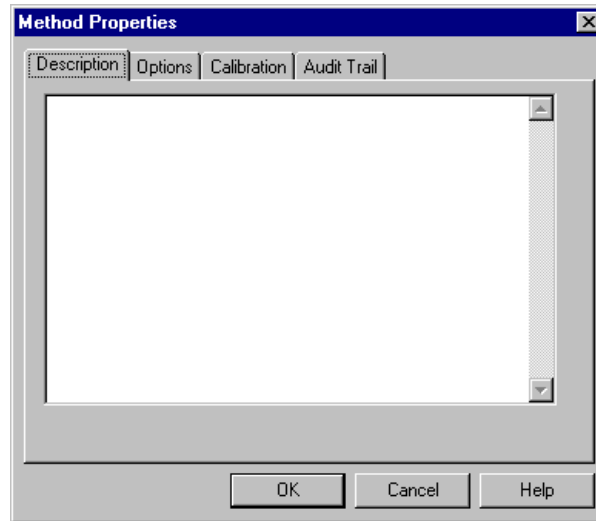 Method Properties
Description Options Calibration Audit Trail
OK Cancel Help